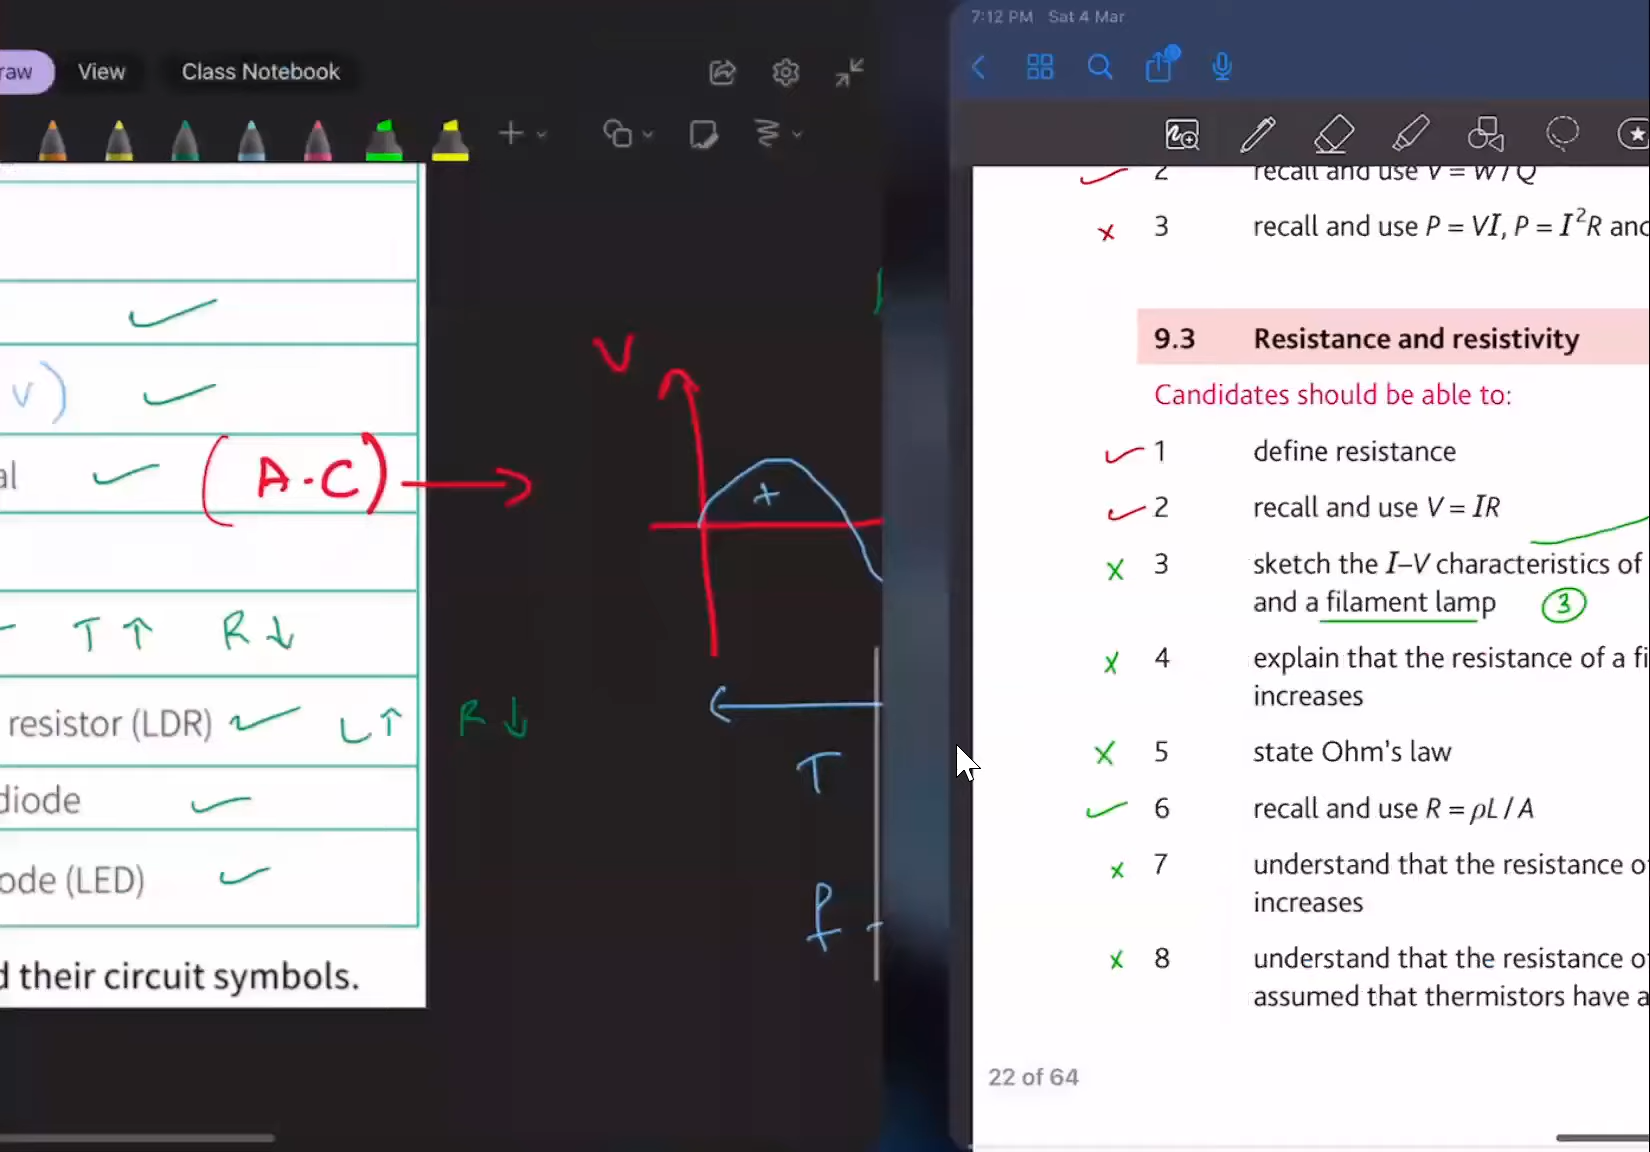 raw View Class Notebook
V)
al (A.C)
T↑ R↓
resistor (LDR) L↑ R↓
diode
ode (LED)
d their circuit symbols.
V
+
T
f
7:12 PM Sat 4 Mar
2 recall and use V = W / Q
3 recall and use P = VI, P = I²R and
9.3 Resistance and resistivity
Candidates should be able to:
1 define resistance
2 recall and use V = IR
3 sketch the I–V characteristics of
and a filament lamp 3
4 explain that the resistance of a fi
increases
5 state Ohm's law
6 recall and use R = ρL / A
7 understand that the resistance o
increases
8 understand that the resistance o
assumed that thermistors have a
22 of 64